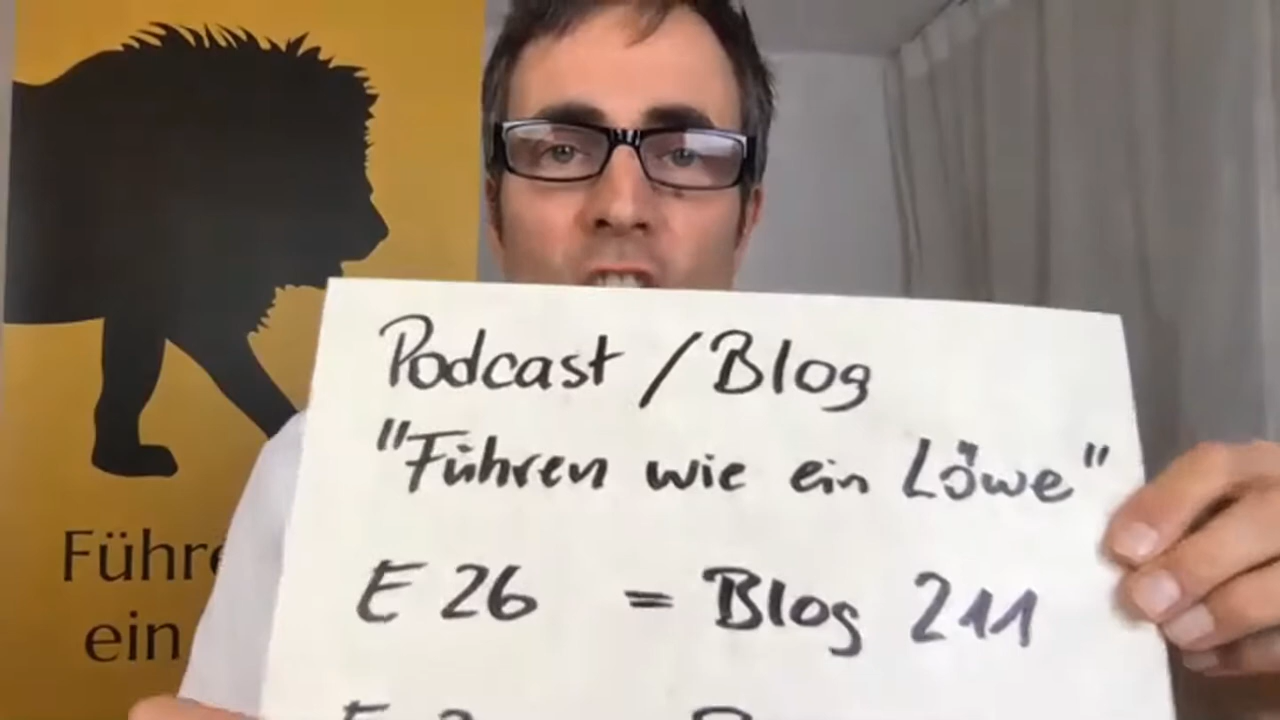 Podcast / Blog
"Führen wie ein Löwe"
E 26 = Blog 211
Führe
ein